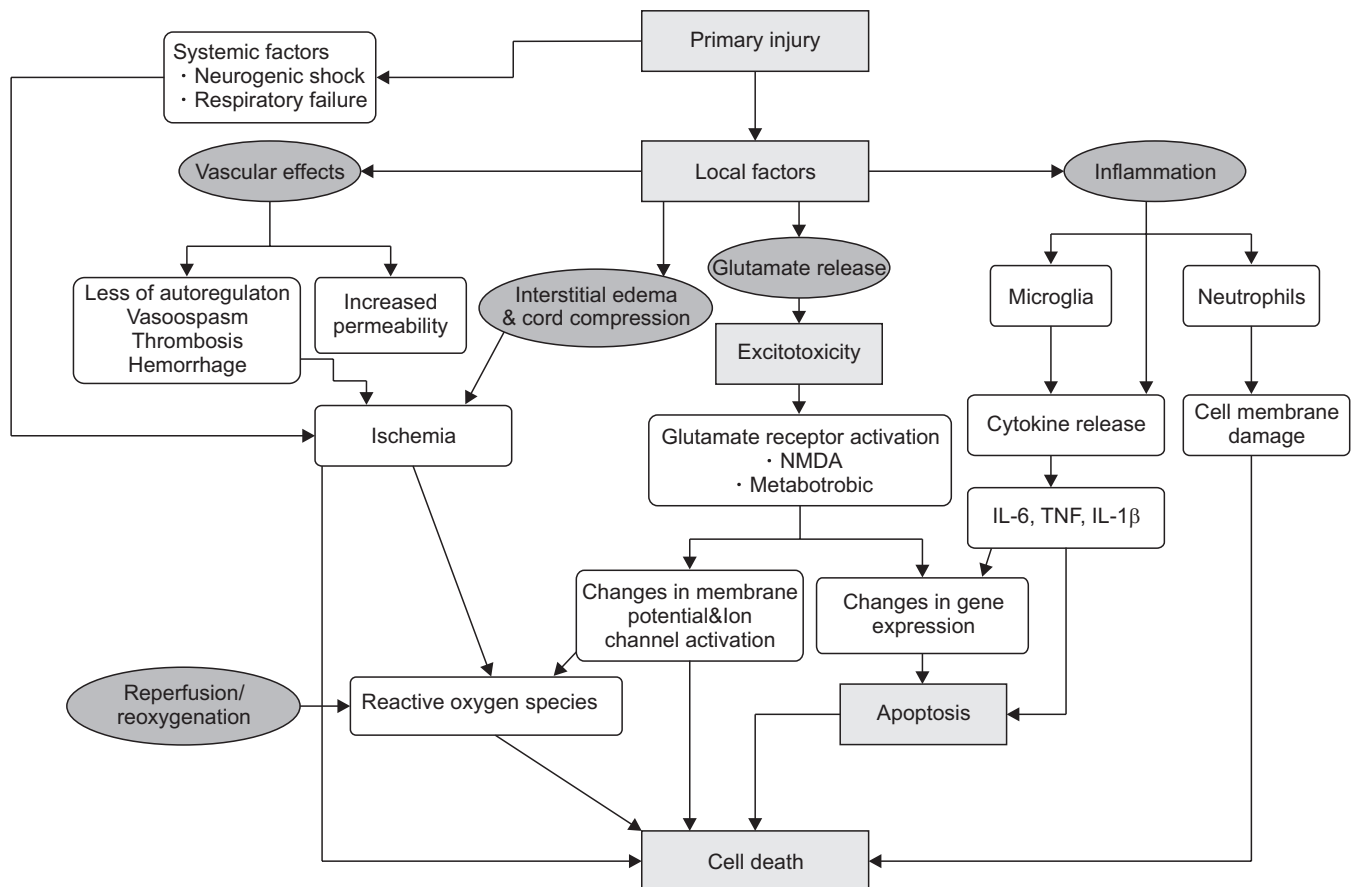 Primary injury
Systemic factors
· Neurogenic shock
· Respiratory failure
Vascular effects
Local factors
Inflammation
Glutamate release
Less of autoregulaton
Vasoospasm
Thrombosis
Hemorrhage
Increased
permeability
Interstitial edema
& cord compression
Microglia
Neutrophils
Excitotoxicity
Ischemia
Glutamate receptor activation
· NMDA
· Metabotrobic
Cytokine release
Cell membrane
damage
IL-6, TNF, IL-1β
Changes in membrane
potential&Ion
channel activation
Changes in gene
expression
Reperfusion/
reoxygenation
Reactive oxygen species
Apoptosis
Cell death